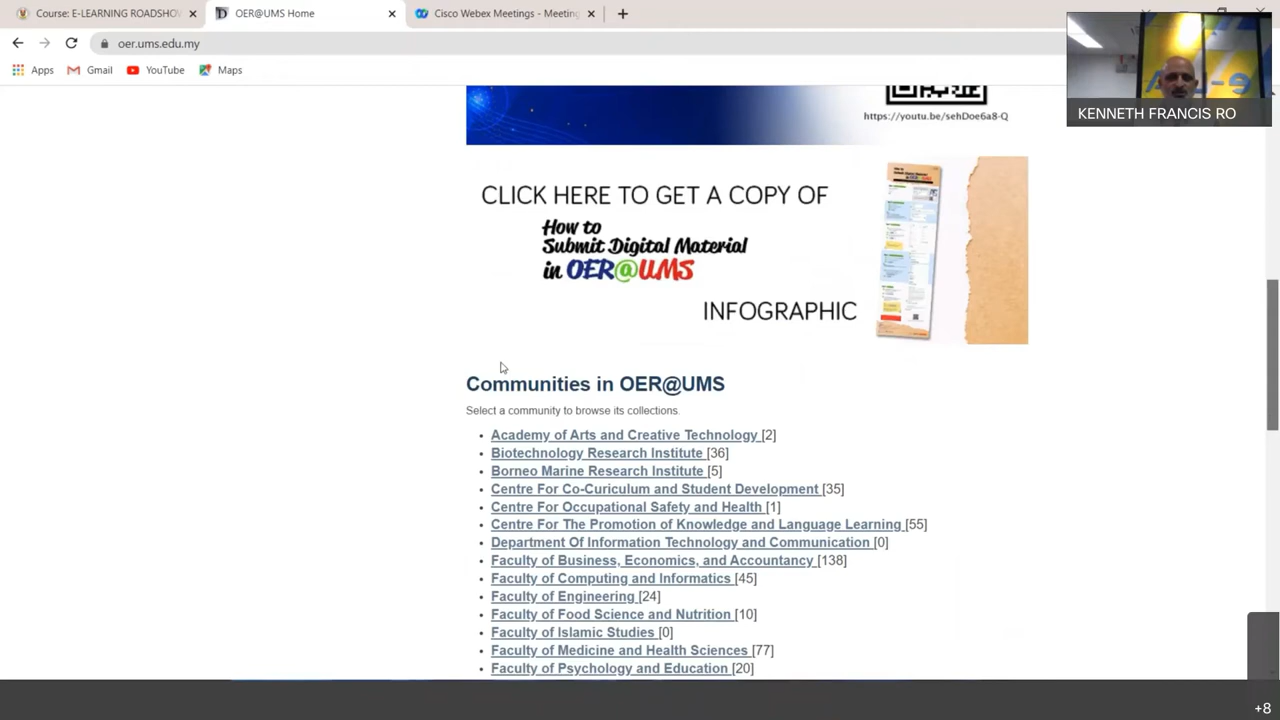 Course: E-LEARNING ROADSHOW
OER@UMS Home
Cisco Webex Meetings - Meeting
oer.ums.edu.my
Apps
Gmail
YouTube
Maps
KENNETH FRANCIS RO
https://youtu.be/sehDoe6a8-Q
CLICK HERE TO GET A COPY OF
How to
Submit Digital Material
in OER@UMS
INFOGRAPHIC
Communities in OER@UMS
Select a community to browse its collections.
Academy of Arts and Creative Technology [2]
Biotechnology Research Institute [36]
Borneo Marine Research Institute [5]
Centre For Co-Curiculum and Student Development [35]
Centre For Occupational Safety and Health [1]
Centre For The Promotion of Knowledge and Language Learning [55]
Department Of Information Technology and Communication [0]
Faculty of Business, Economics, and Accountancy [138]
Faculty of Computing and Informatics [45]
Faculty of Engineering [24]
Faculty of Food Science and Nutrition [10]
Faculty of Islamic Studies [0]
Faculty of Medicine and Health Sciences [77]
Faculty of Psychology and Education [20]
+8